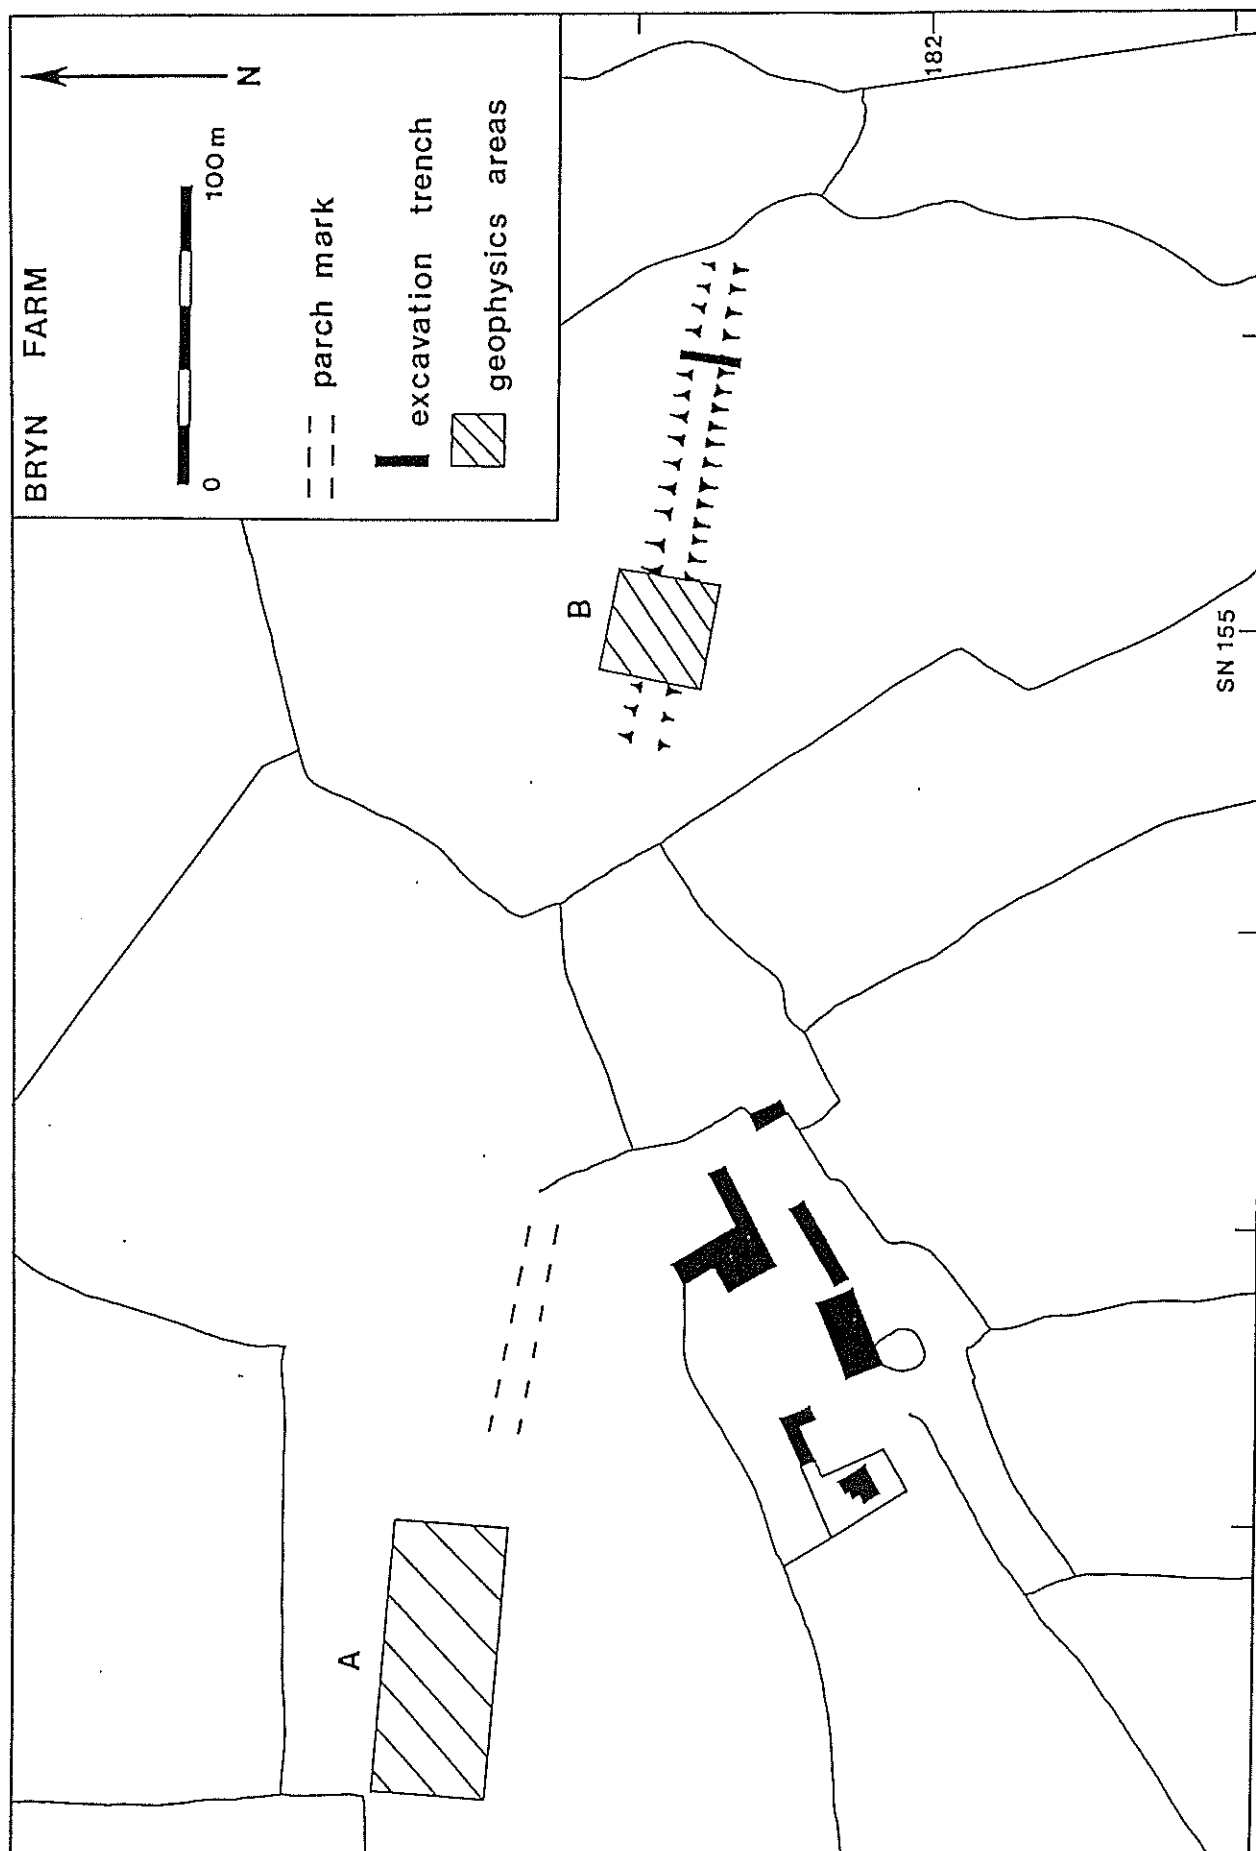 BRYN FARM
N
0 100m
parch mark
excavation trench
geophysics areas
A
B
182
SN 155